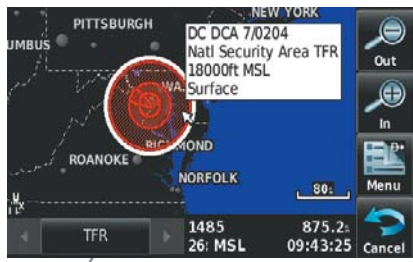 PITTSBURGH
NEW YORK
UMBUS
DC DCA 7/0204
Natl Security Area TFR
18000ft MSL
Surface
WA
ROANOKE
RICHMOND
NORFOLK
80
TFR
1485
26 MSL
875.2
09:43:25
Out
In
Menu
Cancel